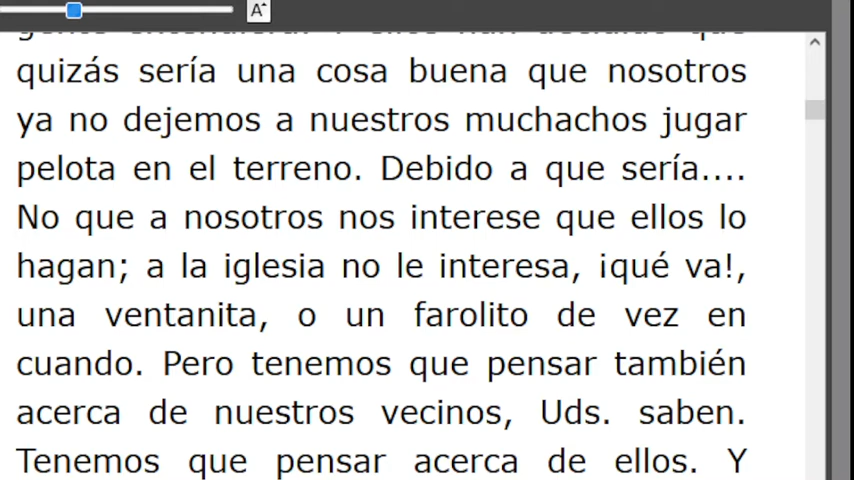 A
quizás sería una cosa buena que nosotros
ya no dejemos a nuestros muchachos jugar
pelota en el terreno. Debido a que sería....
No que a nosotros nos interese que ellos lo
hagan; a la iglesia no le interesa, ¡qué va!,
una ventanita, o un farolito de vez en
cuando. Pero tenemos que pensar también
acerca de nuestros vecinos, Uds. saben.
Tenemos que pensar acerca de ellos. Y